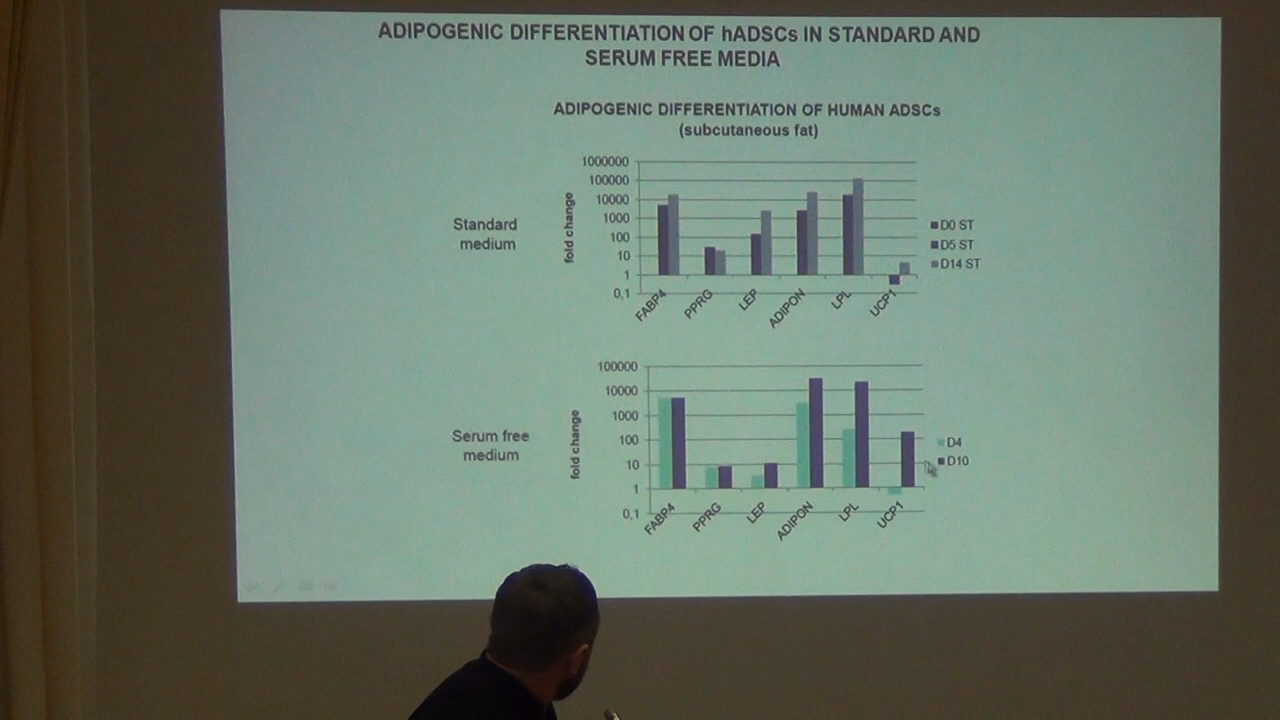 ADIPOGENIC DIFFERENTIATION OF hADSCs IN STANDARD AND
SERUM FREE MEDIA
ADIPOGENIC DIFFERENTIATION OF HUMAN ADSCs
(subcutaneous fat)
Standard
medium
fold change
1000000
100000
10000
1000
100
10
1
0,1
FABP4
PPRG
LEP
ADIPON
LPL
UCP1
D0 ST
D5 ST
D14 ST
Serum free
medium
fold change
100000
10000
1000
100
10
1
0,1
FABP4
PPRG
LEP
ADIPON
LPL
UCP1
D4
D10